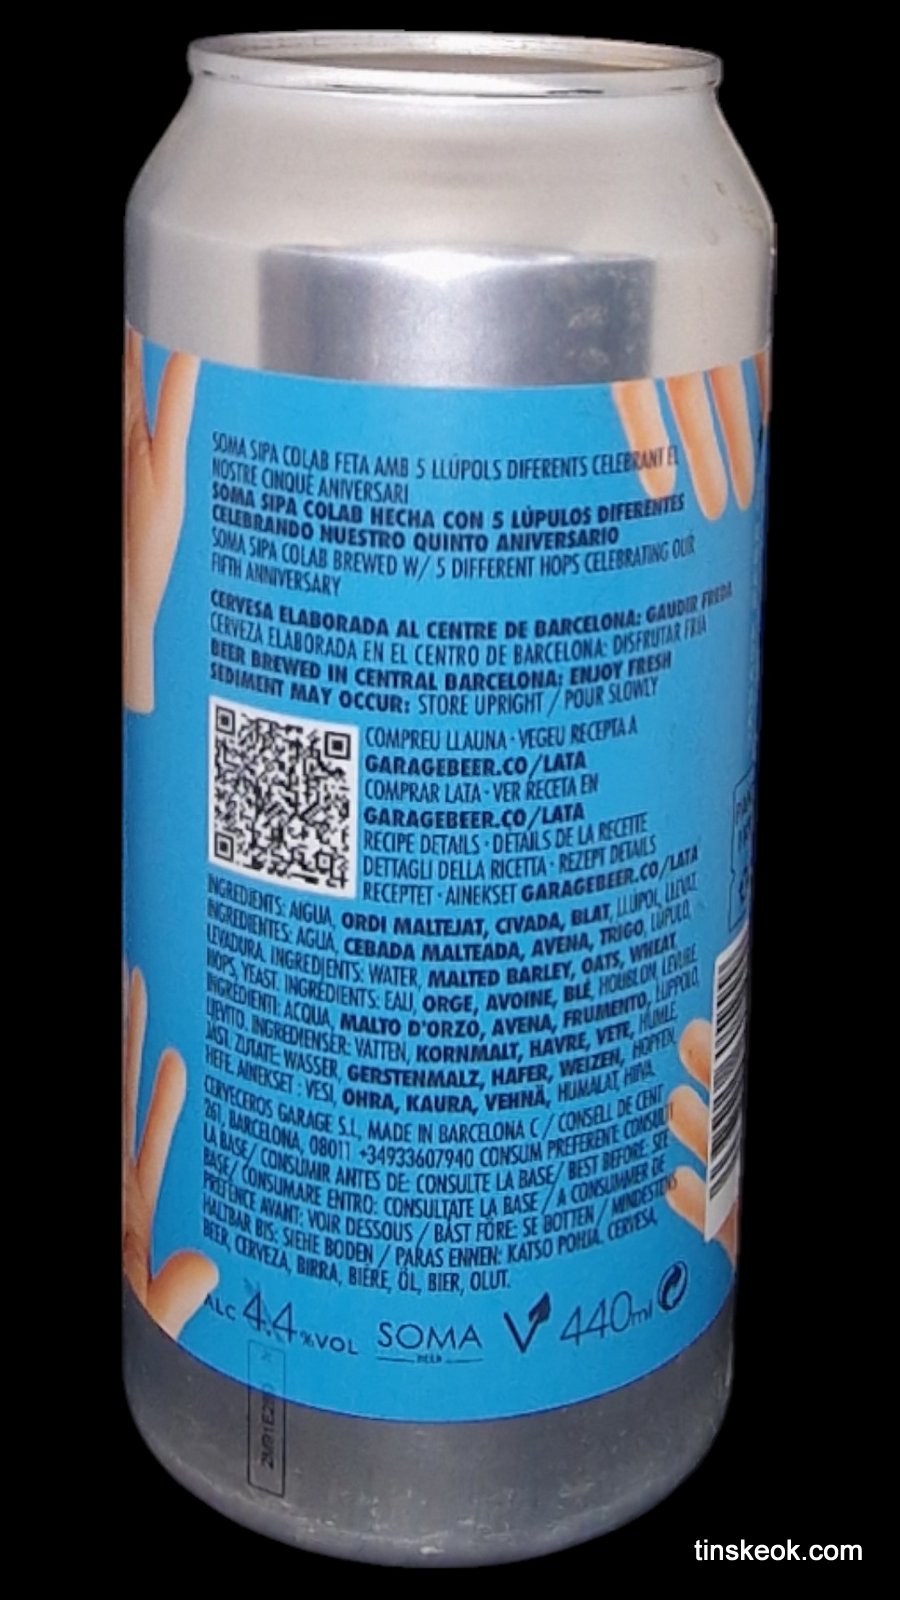 SOMA SIPA COLAB FETA AMB 5 LLÚPOLS DIFERENTS CELEBRANT EL
NOSTRE CINQUÈ ANIVERSARI
SOMA SIPA COLAB HECHA CON 5 LÚPULOS DIFERENTES
CELEBRANDO NUESTRO QUINTO ANIVERSARIO
SOMA SIPA COLAB BREWED W/ 5 DIFFERENT HOPS CELEBRATING OUR
FIFTH ANNIVERSARY
CERVESA ELABORADA AL CENTRE DE BARCELONA: GAUDIR FREDA
CERVEZA ELABORADA EN EL CENTRO DE BARCELONA: DISFRUTAR FRIA
BEER BREWED IN CENTRAL BARCELONA: ENJOY FRESH
SEDIMENT MAY OCCUR: STORE UPRIGHT / POUR SLOWLY
COMPREU LLAUNA · VEGEU RECEPTA A
GARAGEBEER.CO/LATA
COMPRAR LATA · VER RECETA EN
GARAGEBEER.CO/LATA
RECIPE DETAILS · DÉTAILS DE LA RECETTE
DETTAGLI DELLA RICETTA · REZEPT DETAILS
RECEPTET · AINEKSET GARAGEBEER.CO/LATA
INGREDIENTS: AIGUA, ORDI MALTEJAT, CIVADA, BLAT, LLÚPOL, LLEVAT.
INGREDIENTES: AGUA, CEBADA MALTEADA, AVENA, TRIGO, LÚPULO,
LEVADURA. INGREDIENTS: WATER, MALTED BARLEY, OATS, WHEAT,
HOPS, YEAST. INGRÉDIENTS: EAU, ORGE, AVOINE, BLÉ, HOUBLON, LEVURE.
INGREDIENTI: ACQUA, MALTO D'ORZO, AVENA, FRUMENTO, LUPPOLO,
LIEVITO. INGREDIENSER: VATTEN, KORNMALT, HAVRE, VETE, HUMLE,
JÄST. ZUTATE: WASSER, GERSTENMALZ, HAFER, WEIZEN, HOPFEN,
HEFE. AINEKSET : VESI, OHRA, KAURA, VEHNÄ, HUMALAT, HIIVA.
CERVECEROS GARAGE S.L, MADE IN BARCELONA C / CONSELL DE CENT
261, BARCELONA, 08011 +34933607940 CONSUM PREFERENT: CONSULTI
LA BASE/ CONSUMIR ANTES DE: CONSULTE LA BASE/ BEST BEFORE: SEE
BASE/ CONSUMARE ENTRO: CONSULTATE LA BASE / A CONSUMMER DE
PRÉFENCE AVANT: VOIR DESSOUS / BÄST FÖRE: SE BOTTEN / MINDESTENS
HALTBAR BIS: SIEHE BODEN / PARAS ENNEN: KATSO POHJA. CERVESA,
BEER, CERVEZA, BIRRA, BIÈRE, ÖL, BIER, OLUT.
ALC 4.4%VOL SOMA BEER V 440ml
tinskeok.com